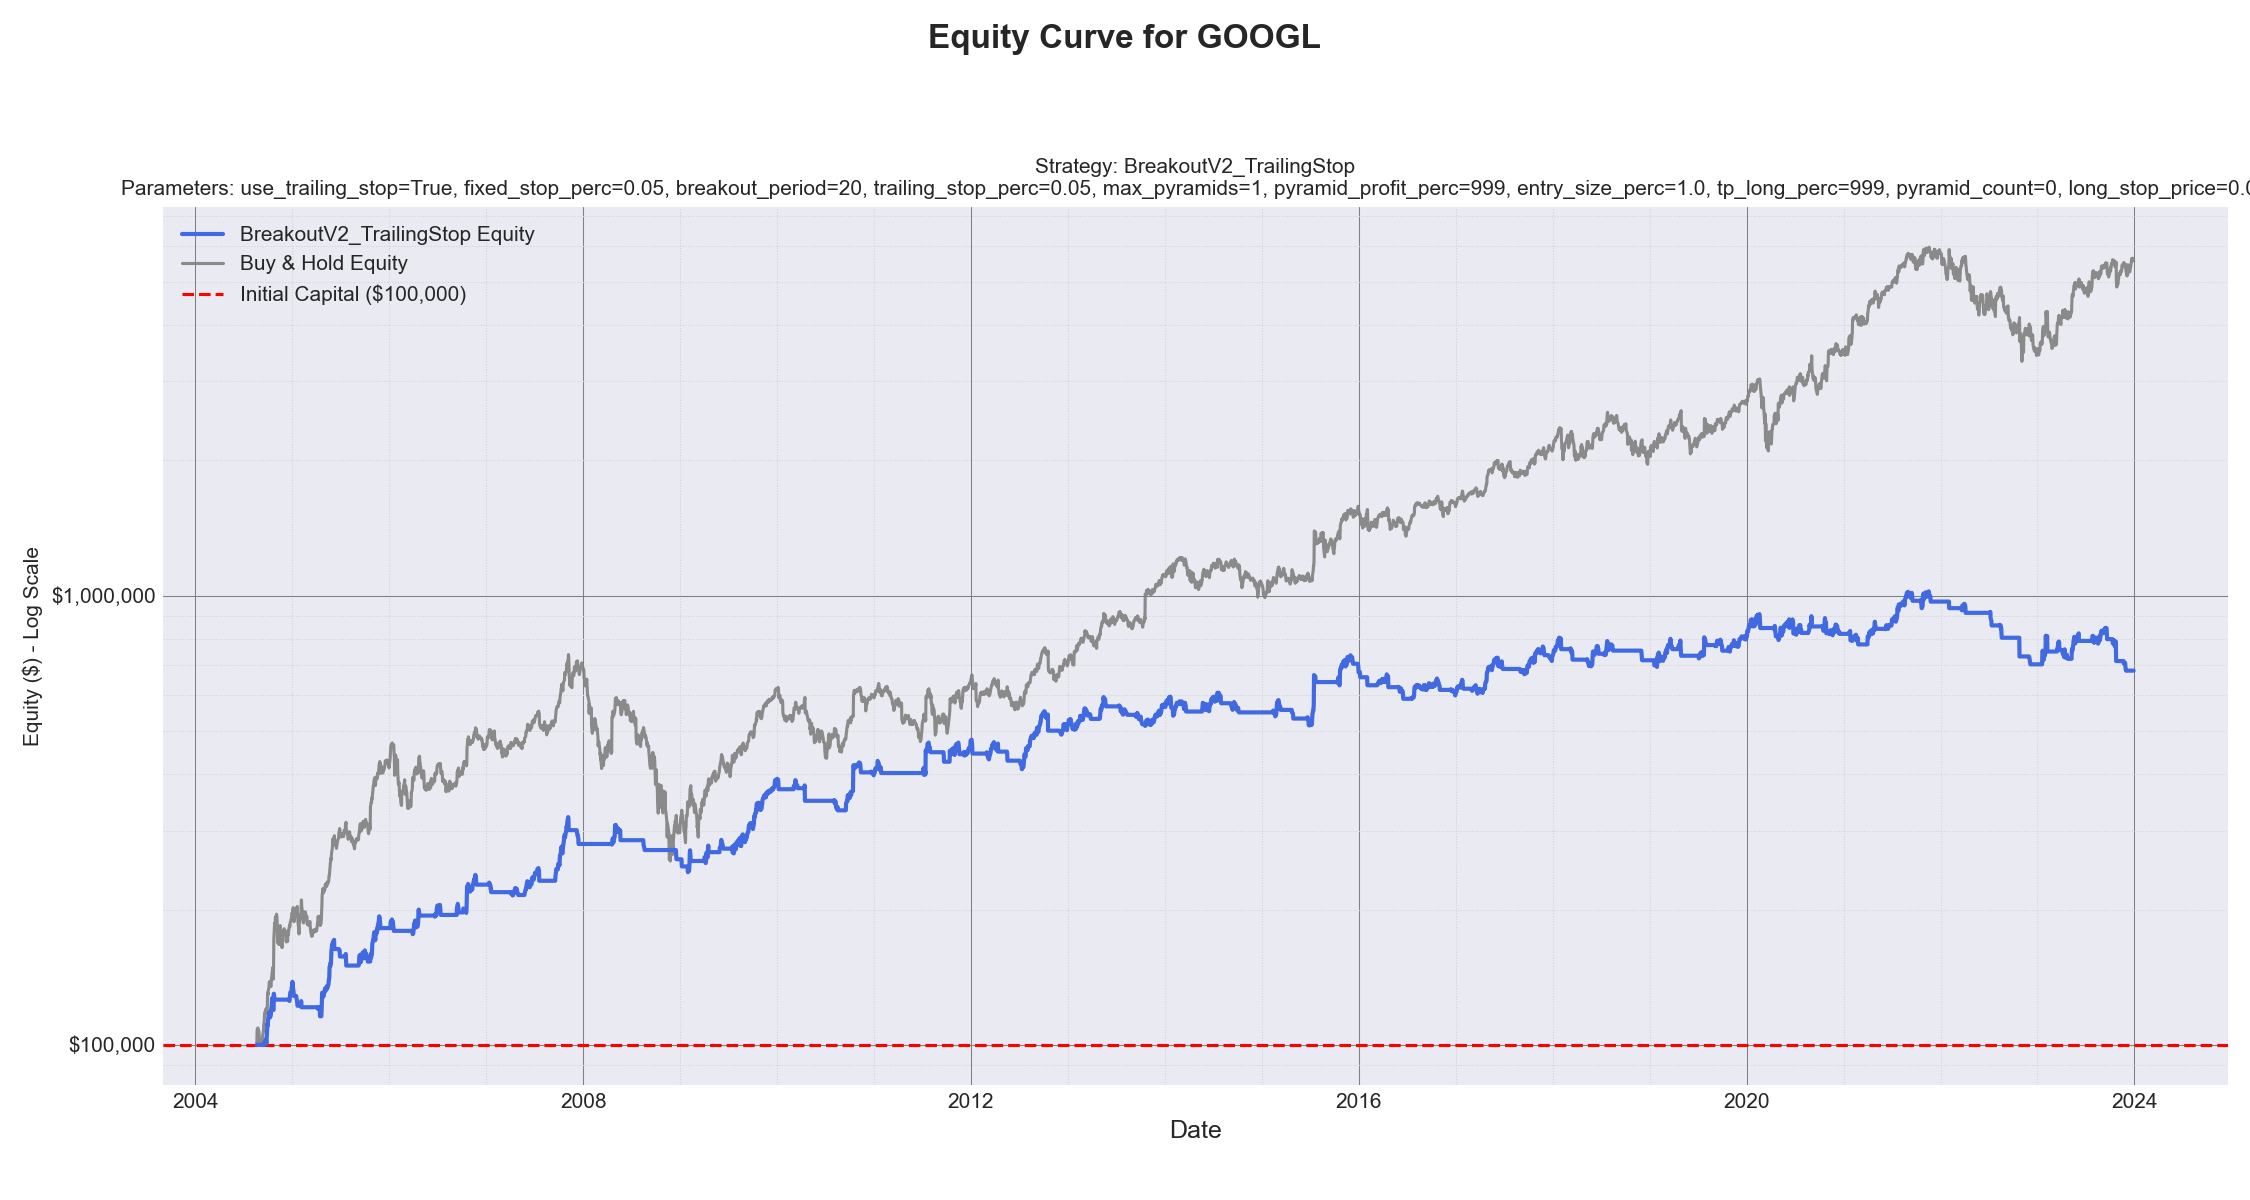 Equity Curve for GOOGL
Strategy: BreakoutV2_TrailingStop
Parameters: use_trailing_stop=True, fixed_stop_perc=0.05, breakout_period=20, trailing_stop_perc=0.05, max_pyramids=1, pyramid_profit_perc=999, entry_size_perc=1.0, tp_long_perc=999, pyramid_count=0, long_stop_price=0.0
BreakoutV2_TrailingStop Equity
Buy & Hold Equity
Initial Capital ($100,000)
Equity ($) - Log Scale
$1,000,000
$100,000
2004
2008
2012
2016
2020
2024
Date